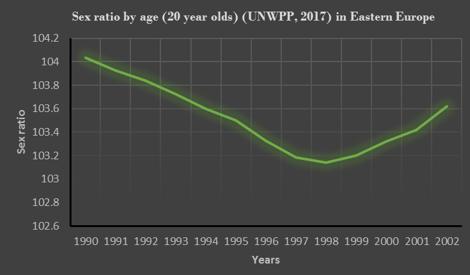 Sex ratio by age (20 year olds) (UNWPP, 2017) in Eastern Europe
104.2
104
103.8
103.6
103.4
103.2
103
102.8
102.6
Sex ratio
1990 1991 1992 1993 1994 1995 1996 1997 1998 1999 2000 2001 2002
Years